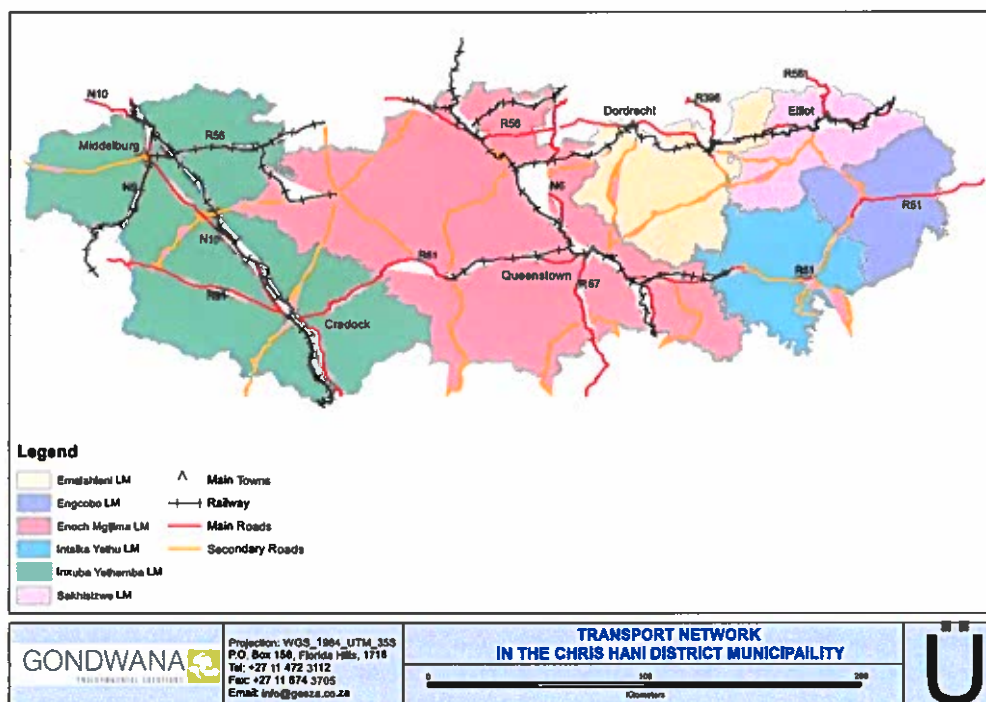 N10
R56
Middelburg
N9
N10
R61
Cradock
R61
R56
N6
Queenstown
R67
Dordrecht
R396
Elliot
R61
R51
Legend
Emalahleni LM
Engcobo LM
Enoch Mgijima LM
Intsika Yethu LM
Inxuba Yethemba LM
Sakhisizwe LM
^ Main Towns
Railway
Main Roads
Secondary Roads
GONDWANA
ENVIRONMENTAL SOLUTIONS
Projection: WGS_1984_UTM_35S
P.O. Box 158, Florida Hills, 1716
Tel: +27 11 472 3112
Fax: +27 11 674 3705
Email: info@gesza.co.za
TRANSPORT NETWORK
IN THE CHRIS HANI DISTRICT MUNICIPAILITY
0 100 200
Kilometers